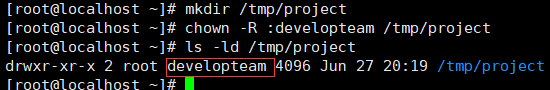 [root@localhost ~]# mkdir /tmp/project
[root@localhost ~]# chown -R :developteam /tmp/project
[root@localhost ~]# ls -ld /tmp/project
drwxr-xr-x 2 root developteam 4096 Jun 27 20:19 /tmp/project
[root@localhost ~]#